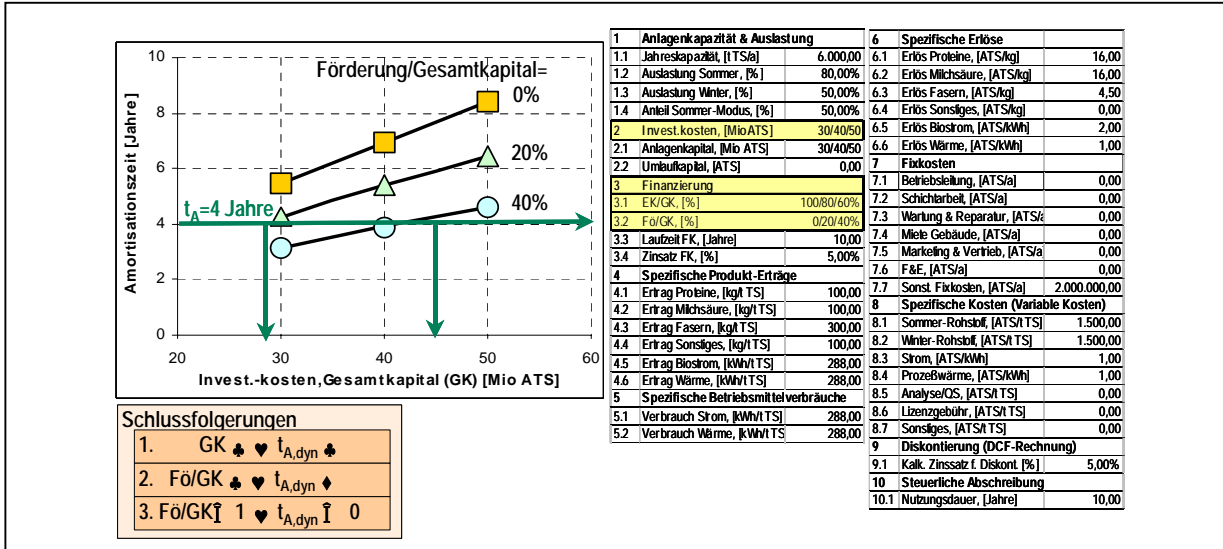 Förderung/Gesamtkapital=
0%
20%
40%
t_A=4 Jahre
Amortisationszeit [Jahre]
10
8
6
4
2
0
20 30 40 50 60
Invest.-kosten,Gesamtkapital (GK) [Mio ATS]
Schlussfolgerungen
1. GK ♣ ♥ t_A,dyn ♣
2. Fö/GK ♣ ♥ t_A,dyn ♦
3. Fö/GK Î 1 ♥ t_A,dyn Î 0
1 Anlagenkapazität & Auslastung
1.1 Jahreskapazität, [t TS/a] 6.000,00
1.2 Auslastung Sommer, [%] 80,00%
1.3 Auslastung Winter, [%] 50,00%
1.4 Anteil Sommer-Modus, [%] 50,00%
2 Invest.kosten, [Mio ATS] 30/40/50
2.1 Anlagenkapital, [Mio ATS] 30/40/50
2.2 Umlaufkapital, [ATS] 0,00
3 Finanzierung
3.1 EK/GK, [%] 100/80/60%
3.2 Fö/GK, [%] 0/20/40%
3.3 Laufzeit FK, [Jahre] 10,00
3.4 Zinsatz FK, [%] 5,00%
4 Spezifische Produkt-Erträge
4.1 Ertrag Proteine, [kg/t TS] 100,00
4.2 Ertrag Milchsäure, [kg/t TS] 100,00
4.3 Ertrag Fasern, [kg/t TS] 300,00
4.4 Ertrag Sonstiges, [kg/t TS] 100,00
4.5 Ertrag Biostrom, [kWh/t TS] 288,00
4.6 Ertrag Wärme, [kWh/t TS] 288,00
5 Spezifische Betriebsmittelverbräuche
5.1 Verbrauch Strom, [kWh/t TS] 288,00
5.2 Verbrauch Wärme, [kWh/t TS 288,00
6 Spezifische Erlöse
6.1 Erlös Proteine, [ATS/kg] 16,00
6.2 Erlös Milchsäure, [ATS/kg] 16,00
6.3 Erlös Fasern, [ATS/kg] 4,50
6.4 Erlös Sonstiges, [ATS/kg] 0,00
6.5 Erlös Biostrom, [ATS/kWh] 2,00
6.6 Erlös Wärme, [ATS/kWh] 1,00
7 Fixkosten
7.1 Betriebsleitung, [ATS/a] 0,00
7.2 Schichtarbeit, [ATS/a] 0,00
7.3 Wartung & Reparatur, [ATS/a 0,00
7.4 Miete Gebäude, [ATS/a] 0,00
7.5 Marketing & Vertrieb, [ATS/a 0,00
7.6 F&E, [ATS/a] 0,00
7.7 Sonst. Fixkosten, [ATS/a] 2.000.000,00
8 Spezifische Kosten (Variable Kosten)
8.1 Sommer-Rohstoff, [ATS/t TS] 1.500,00
8.2 Winter-Rohstoff, [ATS/t TS] 1.500,00
8.3 Strom, [ATS/kWh] 1,00
8.4 Prozeßwärme, [ATS/kWh] 1,00
8.5 Analyse/QS, [ATS/t TS] 0,00
8.6 Lizenzgebühr, [ATS/t TS] 0,00
8.7 Sonstiges, [ATS/t TS] 0,00
9 Diskontierung (DCF-Rechnung)
9.1 Kalk. Zinssatz f. Diskont. [%] 5,00%
10 Steuerliche Abschreibung
10.1 Nutzungsdauer, [Jahre] 10,00